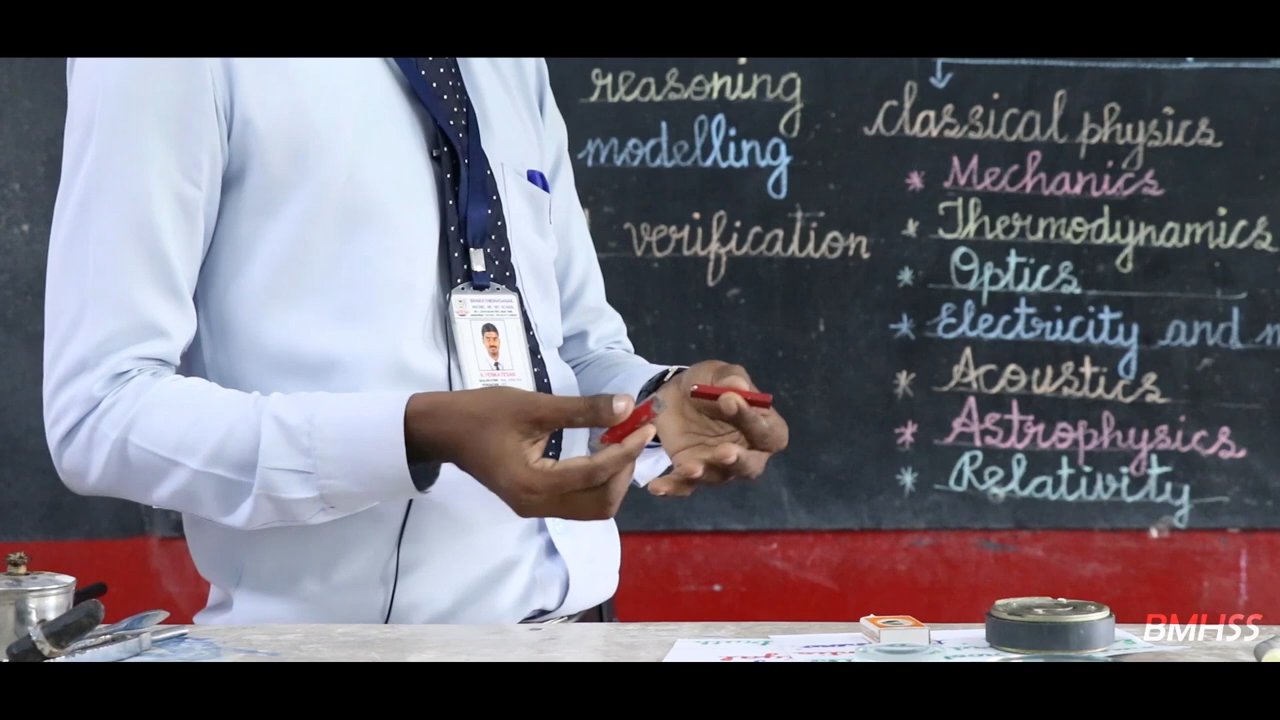 reasoning
modelling
verification
classical physics
* Mechanics
* Thermodynamics
* Optics
* Electricity and
* Acoustics
* Astrophysics
* Relativity
BMHSS